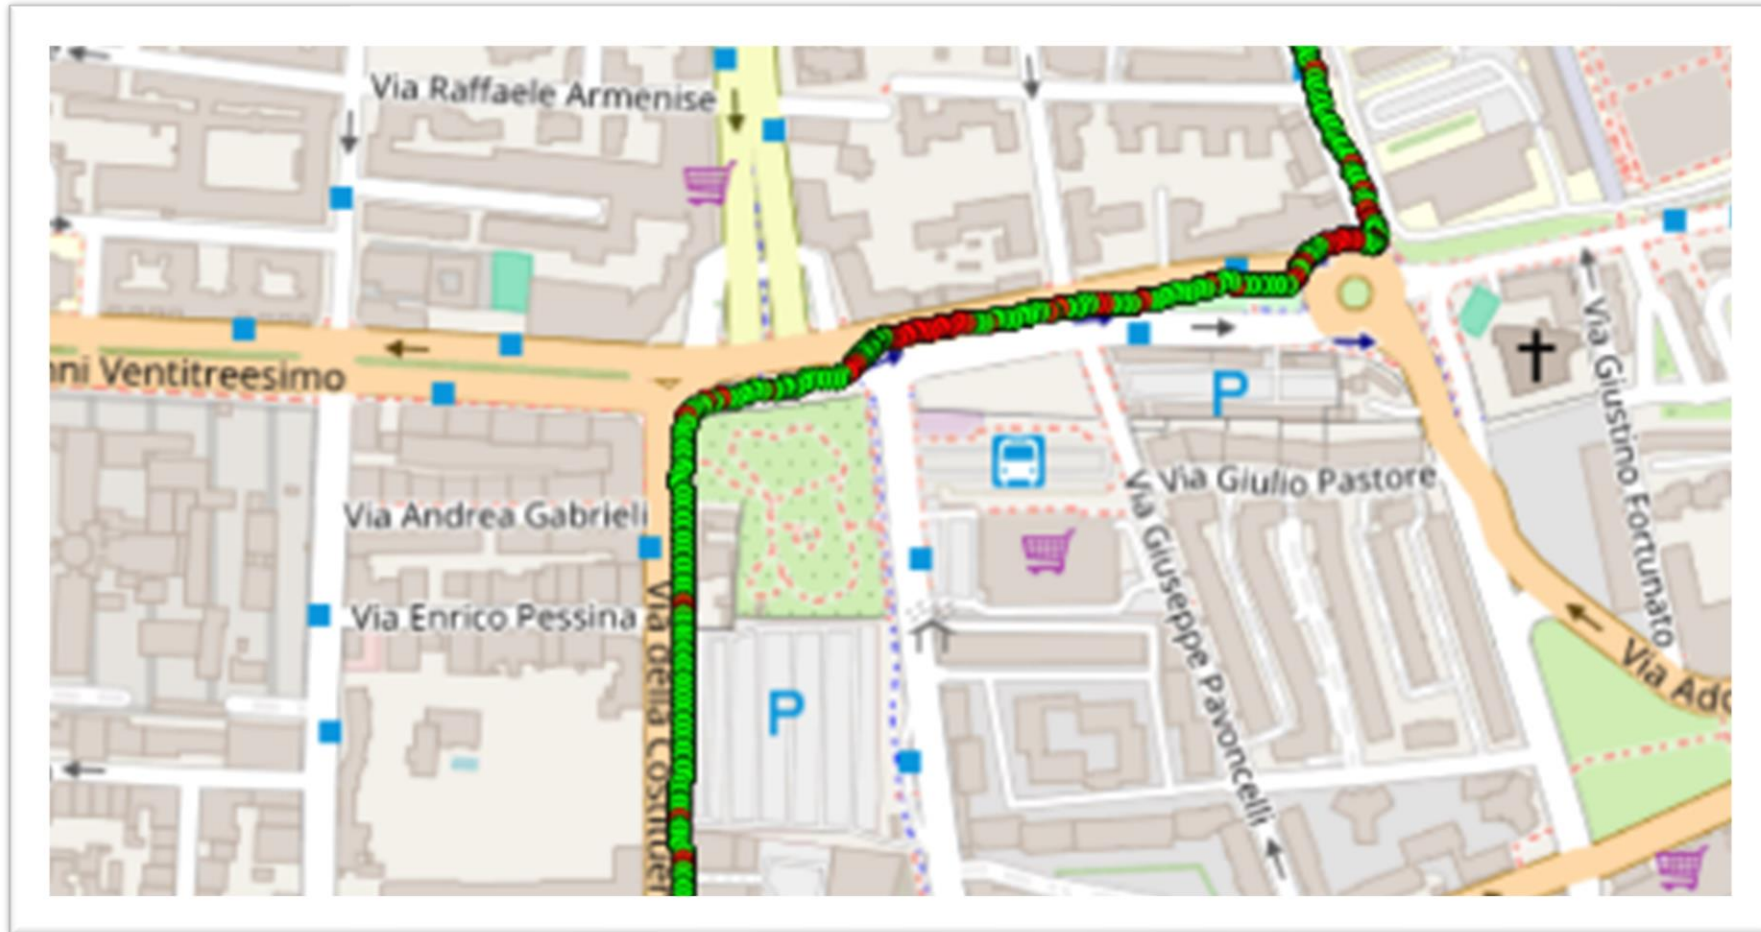 Via Raffaele Armenise
nni Ventitreesimo
P
Via Giustino Fortunato
Via Giulio Pastore
Via Andrea Gabrieli
Via Giuseppe Pavoncelli
Via Enrico Pessina
Via della Costituen
Via Ado
P